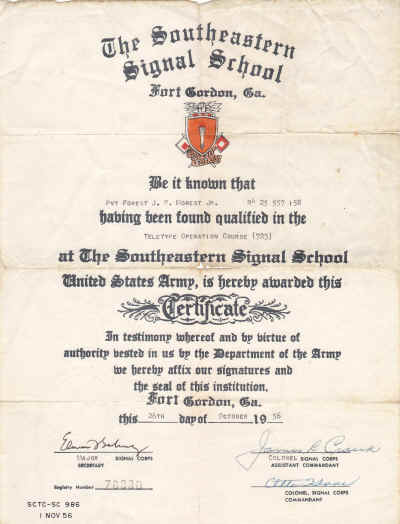 The Southeastern
Signal School
Fort Gordon, Ga.
Be it known that
PVT FOREST J. FOREST JR. 25 557
having been found qualified in the
TELETYPE OPERATION COURSE
at The Southeastern Signal School
United States Army, is hereby awarded this
Certificate
In testimony whereof and by virtue of
authority vested in us by the Department of the Army
we hereby affix our signatures and
the seal of this institution.
Fort Gordon, Ga.
this 26th day of OCTOBER 1956
MAJOR SIGNAL CORPS
SECRETARY
COLONEL SIGNAL CORPS
ASSISTANT COMMANDANT
Registry Number
COLONEL, SIGNAL CORPS
COMMANDANT
SCTC-SC 986
1 NOV 56